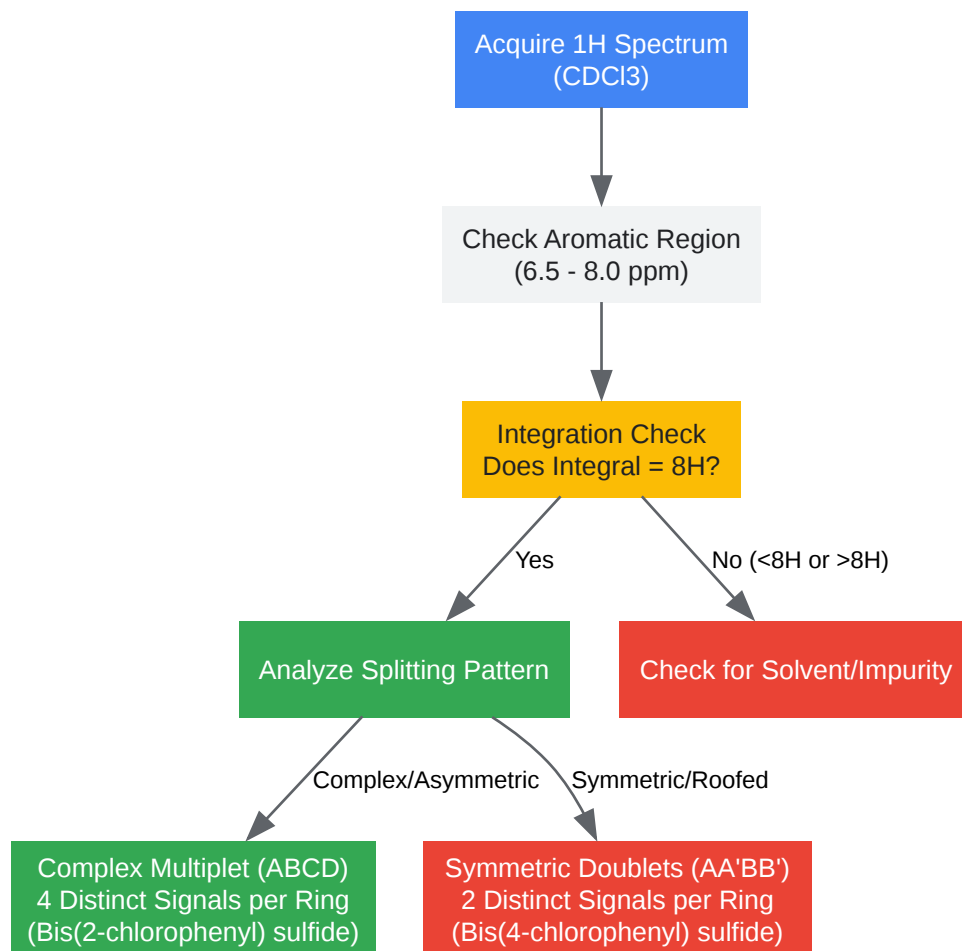 Acquire 1H Spectrum
(CDCl3)
Check Aromatic Region
(6.5 - 8.0 ppm)
Integration Check
Does Integral = 8H?
Yes
No (<8H or >8H)
Analyze Splitting Pattern
Check for Solvent/Impurity
Complex/Asymmetric
Symmetric/Roofed
Complex Multiplet (ABCD)
4 Distinct Signals per Ring
(Bis(2-chlorophenyl) sulfide)
Symmetric Doublets (AA'BB')
2 Distinct Signals per Ring
(Bis(4-chlorophenyl) sulfide)